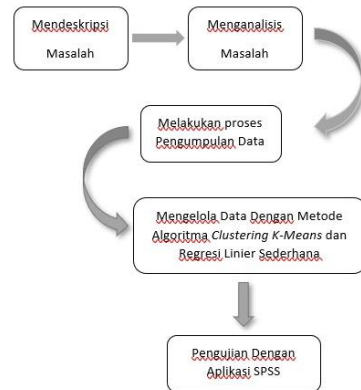 Mendeskripsi
Masalah
Menganalisis
Masalah
Melakukan proses
Pengumpulan Data
Mengelola Data Dengan Metode
Algoritma Clustering K-Means dan
Regresi Linier Sederhana
Pengujian Dengan
Aplikasi SPSS